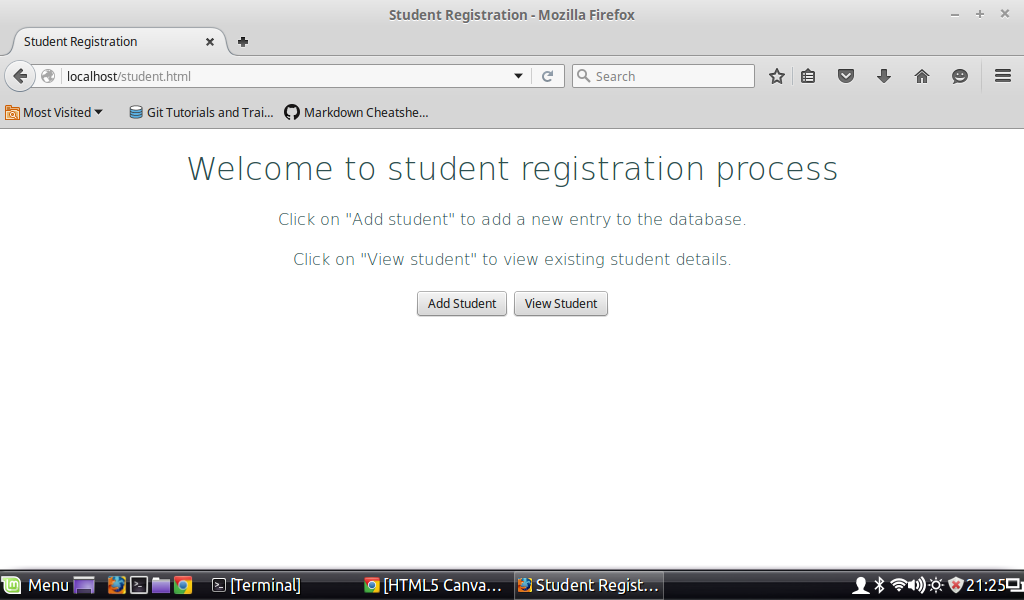 Student Registration - Mozilla Firefox
Student Registration
localhost/student.html
Search
Most Visited
Git Tutorials and Trai...
Markdown Cheatshe...
Welcome to student registration process
Click on "Add student" to add a new entry to the database.
Click on "View student" to view existing student details.
Add Student
View Student
Menu
[Terminal]
[HTML5 Canva...
Student Regist...
21:25